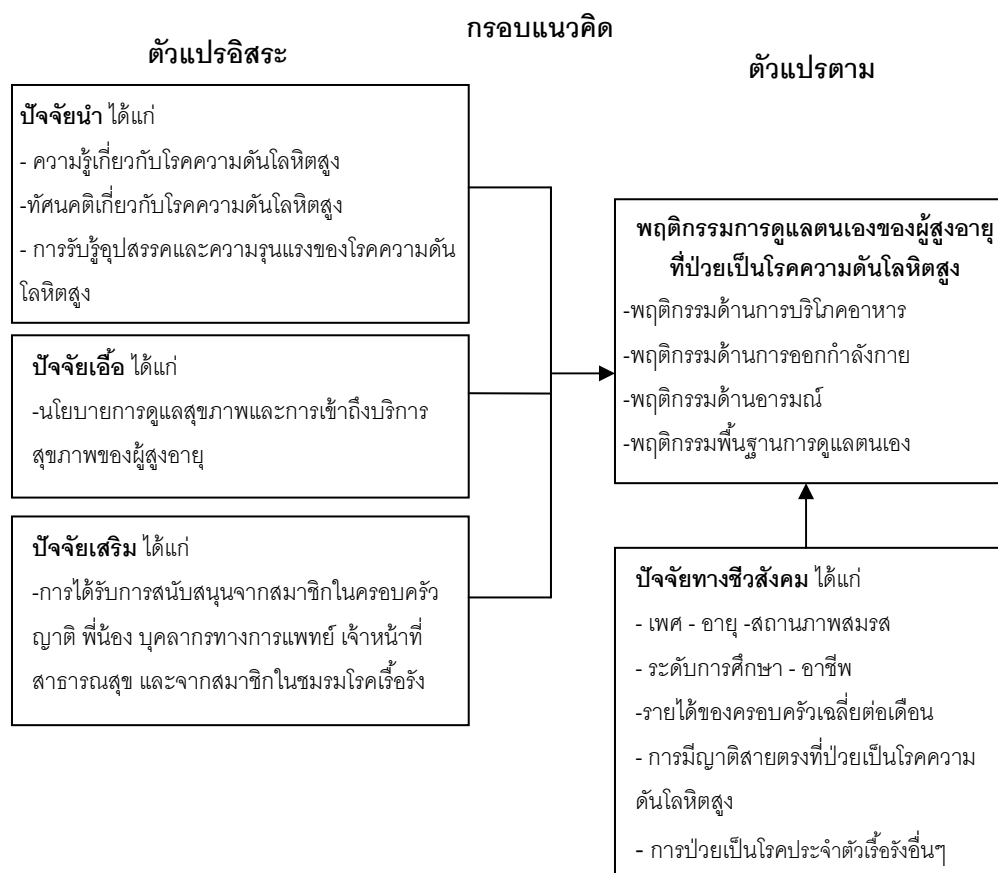 กรอบแนวคิด
ตัวแปรอิสระ
ตัวแปรตาม
ปัจจัยนำ ได้แก่
- ความรู้เกี่ยวกับโรคความดันโลหิตสูง
-ทัศนคติเกี่ยวกับโรคความดันโลหิตสูง
- การรับรู้อุปสรรคและความรุนแรงของโรคความดัน
โลหิตสูง
ปัจจัยเอื้อ ได้แก่
-นโยบายการดูแลสุขภาพและการเข้าถึงบริการ
สุขภาพของผู้สูงอายุ
ปัจจัยเสริม ได้แก่
-การได้รับการสนับสนุนจากสมาชิกในครอบครัว
ญาติ พี่น้อง บุคลากรทางการแพทย์ เจ้าหน้าที่
สาธารณสุข และจากสมาชิกในชมรมโรคเรื้อรัง
พฤติกรรมการดูแลตนเองของผู้สูงอายุ
ที่ป่วยเป็นโรคความดันโลหิตสูง
-พฤติกรรมด้านการบริโภคอาหาร
-พฤติกรรมด้านการออกกำลังกาย
-พฤติกรรมด้านอารมณ์
-พฤติกรรมพื้นฐานการดูแลตนเอง
ปัจจัยทางชีวสังคม ได้แก่
- เพศ - อายุ -สถานภาพสมรส
- ระดับการศึกษา - อาชีพ
-รายได้ของครอบครัวเฉลี่ยต่อเดือน
- การมีญาติสายตรงที่ป่วยเป็นโรคความ
ดันโลหิตสูง
- การป่วยเป็นโรคประจำตัวเรื้อรังอื่นๆ